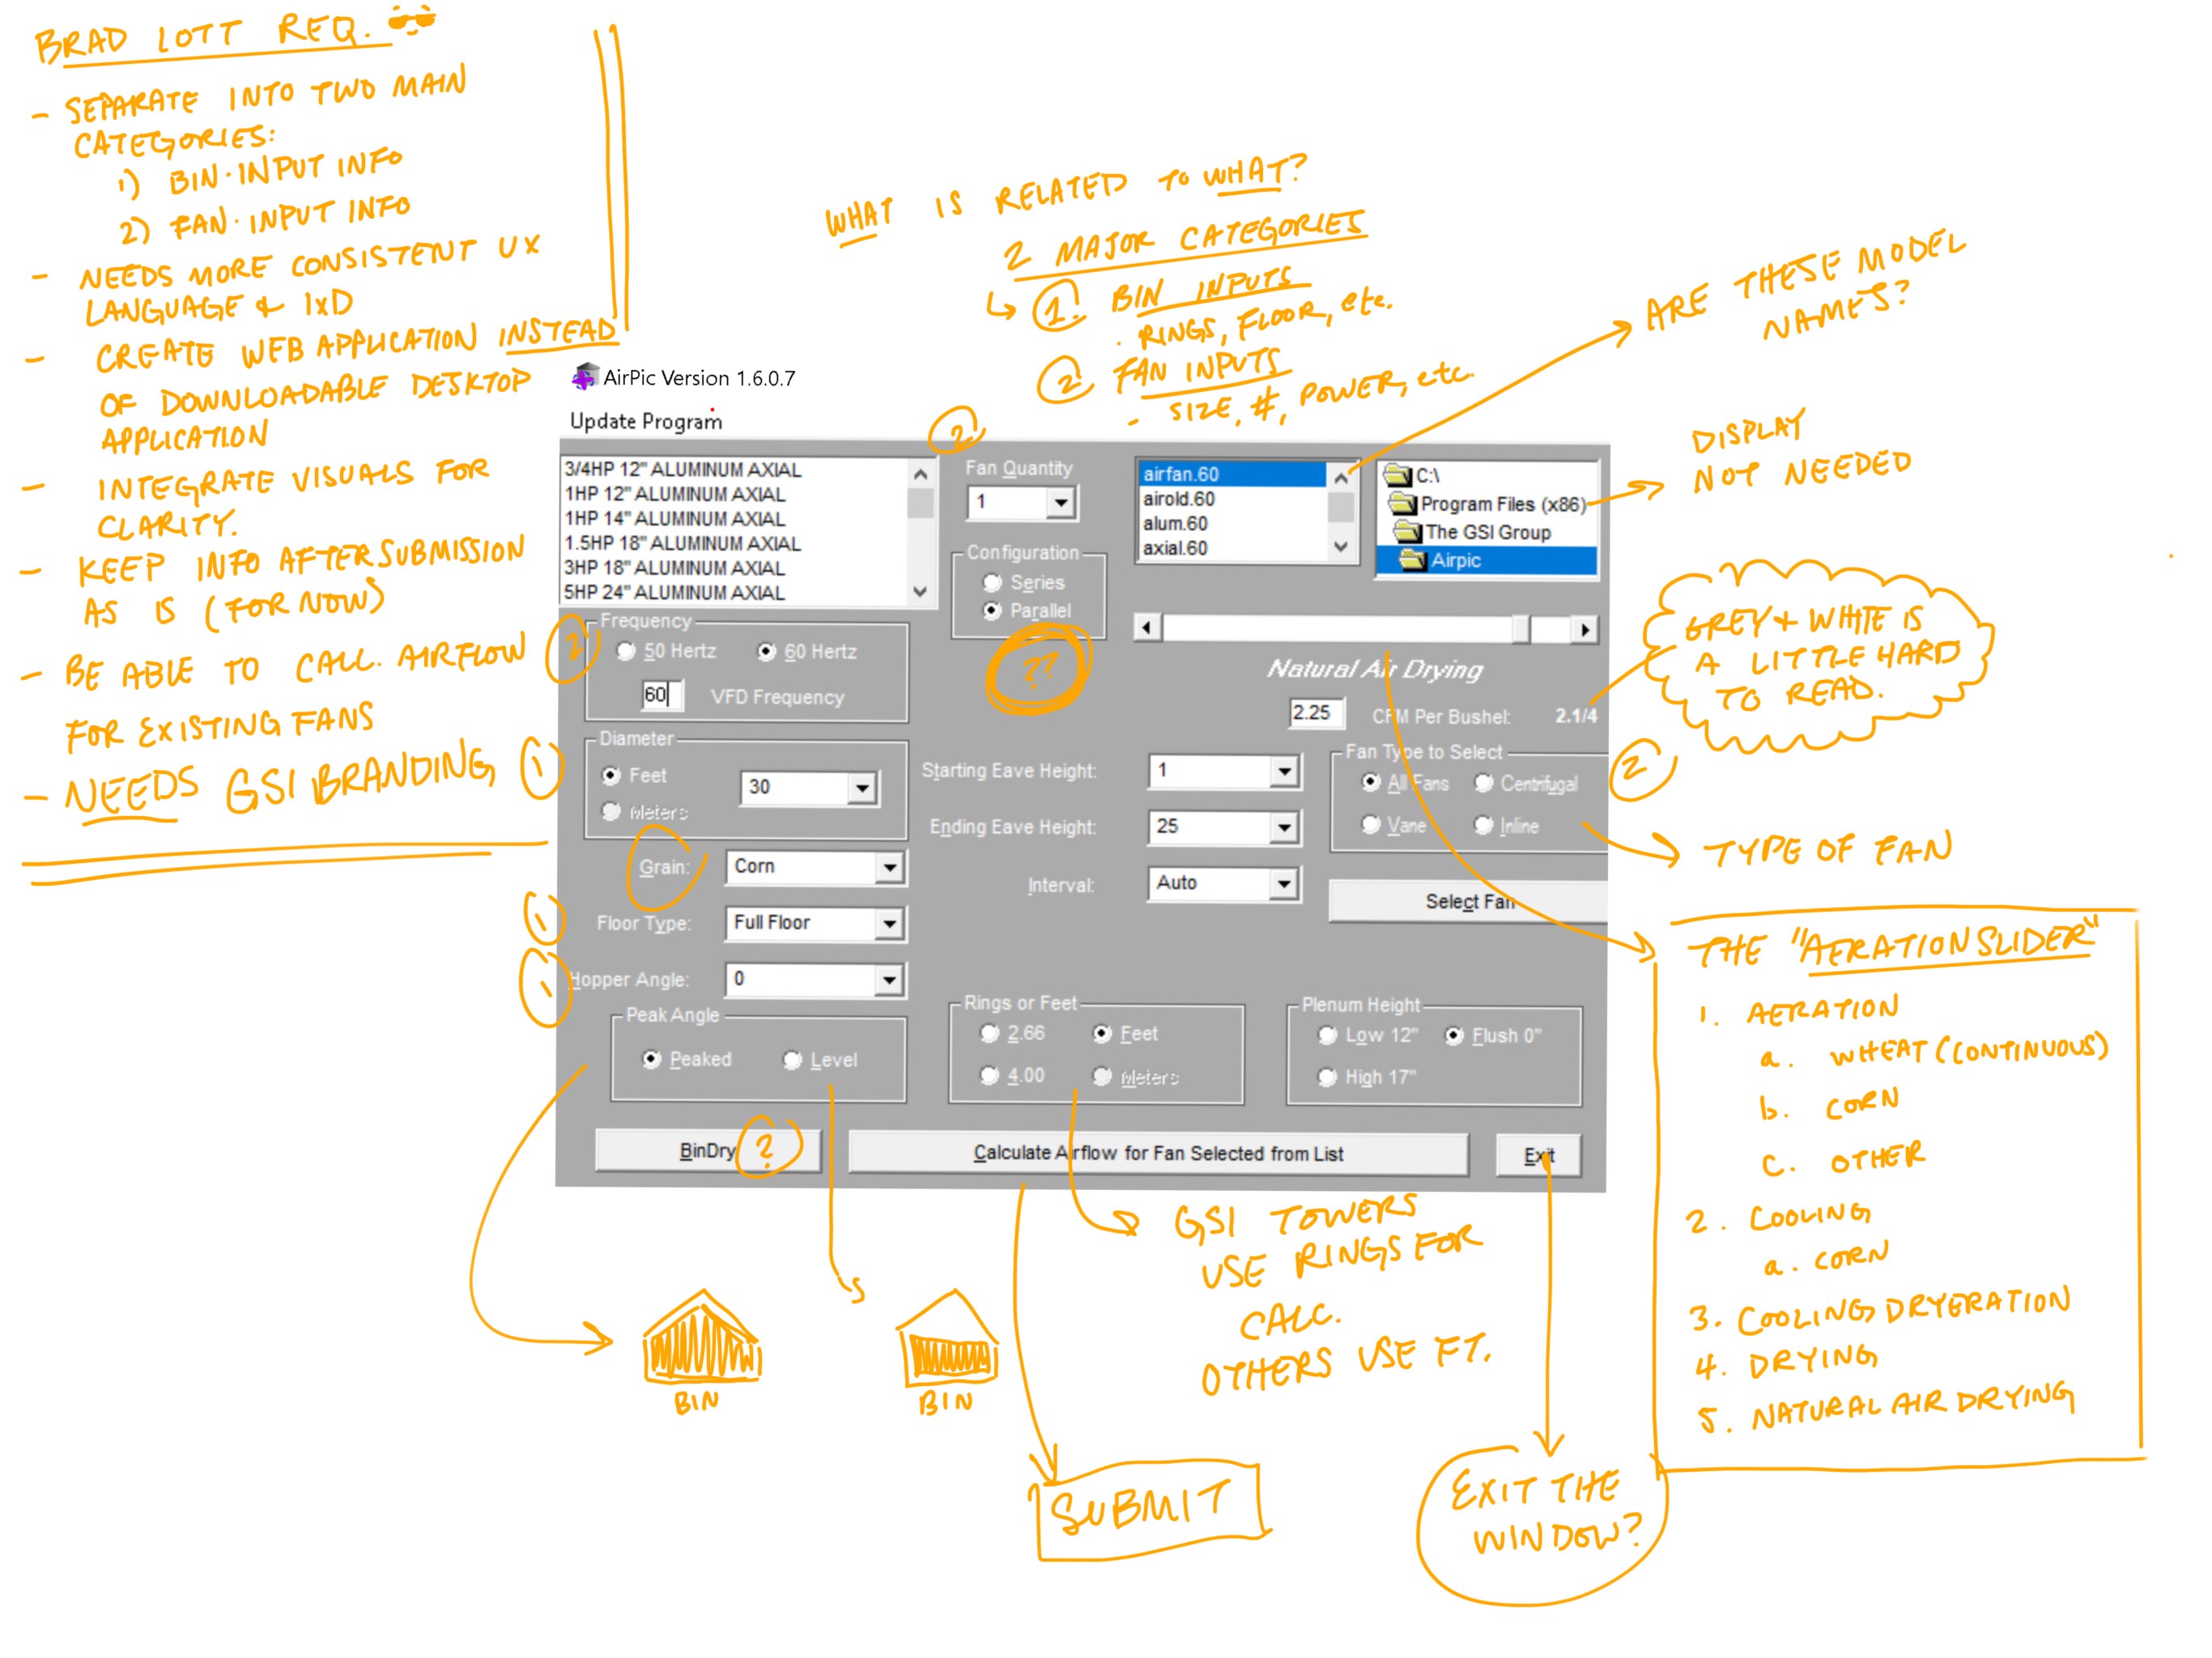 BRAD LOTT REQ.
- SEPARATE INTO TWO MAIN
CATEGORIES:
1) BIN·INPUT INFO
2) FAN·INPUT INFO
- NEEDS MORE CONSISTENT UX
LANGUAGE & IxD
- CREATE WEB APPLICATION INSTEAD
OF DOWNLOADABLE DESKTOP
APPLICATION
- INTEGRATE VISUALS FOR
CLARITY.
- KEEP INFO AFTER SUBMISSION
AS IS (FOR NOW)
- BE ABLE TO CALL. AIRFLOW
FOR EXISTING FANS
- NEEDS GSI BRANDING
WHAT IS RELATED TO WHAT?
2 MAJOR CATEGORIES
1. BIN INPUTS
. RINGS, FLOOR, etc.
2 FAN INPUTS
- SIZE, #, POWER, etc.
ARE THESE MODEL
NAMES?
DISPLAY
NOT NEEDED
GREY + WHITE IS
A LITTLE HARD
TO READ.
AirPic Version 1.6.0.7
Update Program
2
3/4HP 12" ALUMINUM AXIAL
1HP 12" ALUMINUM AXIAL
1HP 14" ALUMINUM AXIAL
1.5HP 18" ALUMINUM AXIAL
3HP 18" ALUMINUM AXIAL
5HP 24" ALUMINUM AXIAL
Fan Quantity
1
Configuration
Series
Parallel
??
airfan.60
airold.60
alum.60
axial.60
C:\
Program Files (x86)
The GSI Group
Airpic
2
Frequency
50 Hertz
60 Hertz
60
VFD Frequency
Natural Air Drying
2.25
CFM Per Bushel:
2.1/4
1
Diameter
Feet
Meters
30
Starting Eave Height:
1
Ending Eave Height:
25
Interval:
Auto
Fan Type to Select
All Fans
Centrifugal
Vane
Inline
2
TYPE OF FAN
Select Fan
Grain:
Corn
1
Floor Type:
Full Floor
1
Hopper Angle:
0
Peak Angle
Peaked
Level
Rings or Feet
2.66
Feet
4.00
Meters
Plenum Height
Low 12"
Flush 0"
High 17"
BinDry
?
Calculate Airflow for Fan Selected from List
Exit
THE "AERATION SLIDER"
1. AERATION
a. WHEAT (CONTINUOUS)
b. CORN
c. OTHER
2. COOLING
a. CORN
3. COOLING DRYERATION
4. DRYING
5. NATURAL AIR DRYING
BIN
BIN
GSI TOWERS
USE RINGS FOR
CALC.
OTHERS USE FT.
SUBMIT
EXIT THE
WINDOW?